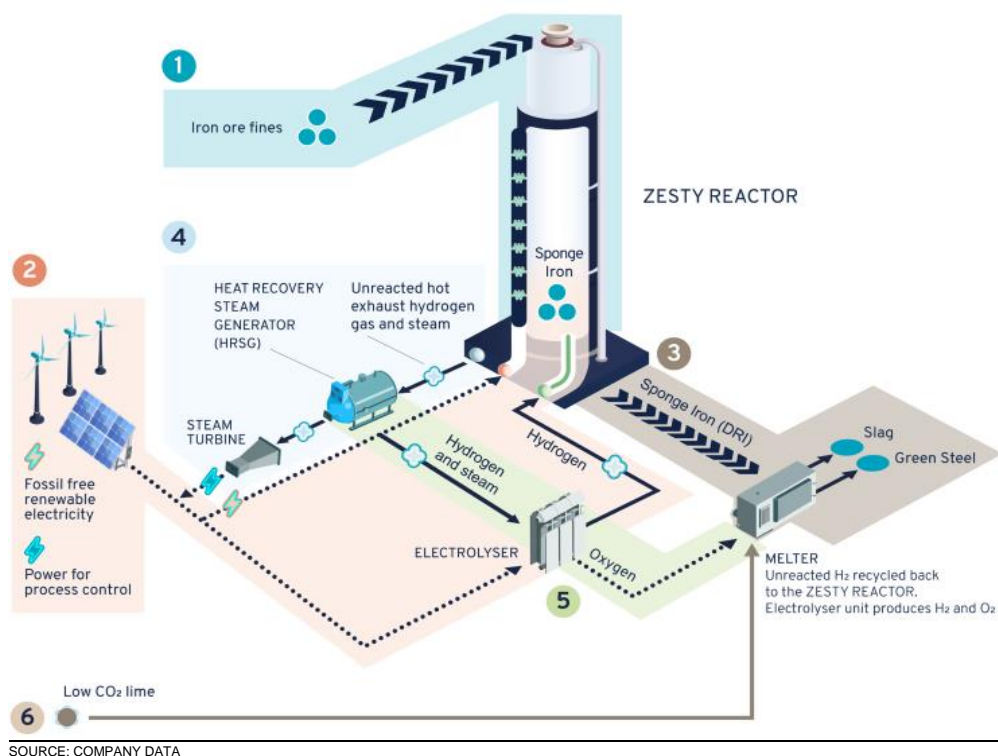 1
Iron ore fines
ZESTY REACTOR
Sponge
Iron
4
2
HEAT RECOVERY
STEAM
GENERATOR
(HRSG)
Unreacted hot
exhaust hydrogen
gas and steam
3
Sponge Iron (DRI)
STEAM
TURBINE
Slag
Green Steel
Hydrogen
and steam
Hydrogen
Fossil free
renewable
electricity
ELECTROLYSER
Oxygen
Power for
process control
5
MELTER
Unreacted H₂ recycled back
to the ZESTY REACTOR.
Electrolyser unit produces H₂ and O₂
Low CO₂ lime
6
SOURCE: COMPANY DATA